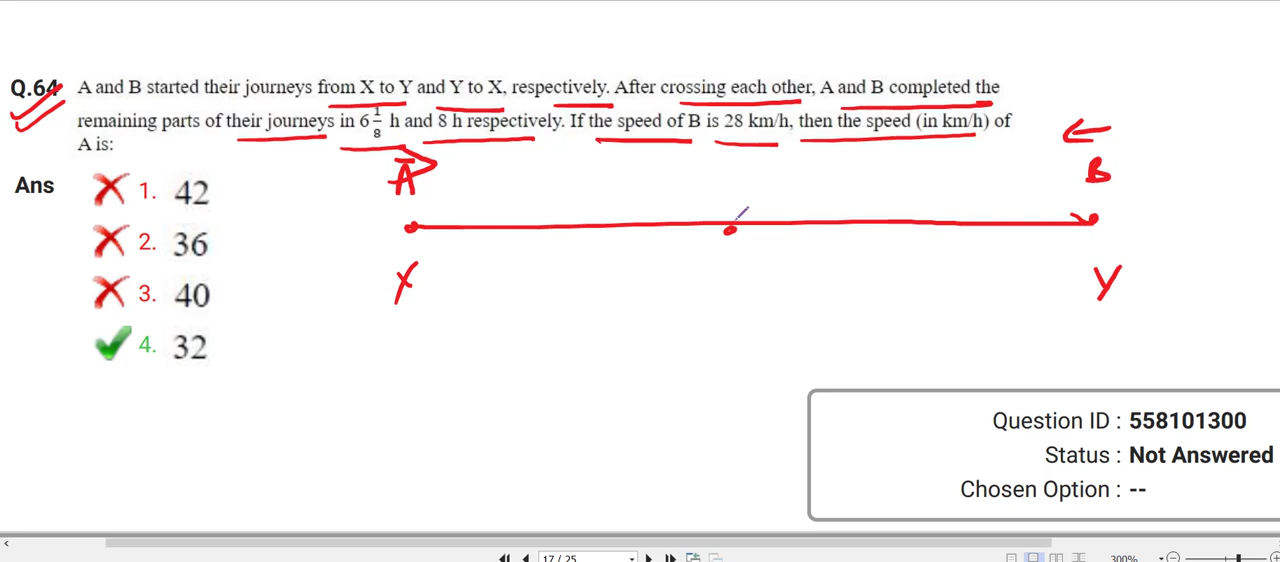 Q.64 A and B started their journeys from X to Y and Y to X, respectively. After crossing each other, A and B completed the
remaining parts of their journeys in 6 1/8 h and 8 h respectively. If the speed of B is 28 km/h, then the speed (in km/h) of
A is:
A B
Ans 1. 42
2. 36
X Y
3. 40
4. 32
Question ID : 558101300
Status : Not Answered
Chosen Option : --
17 / 25
300%